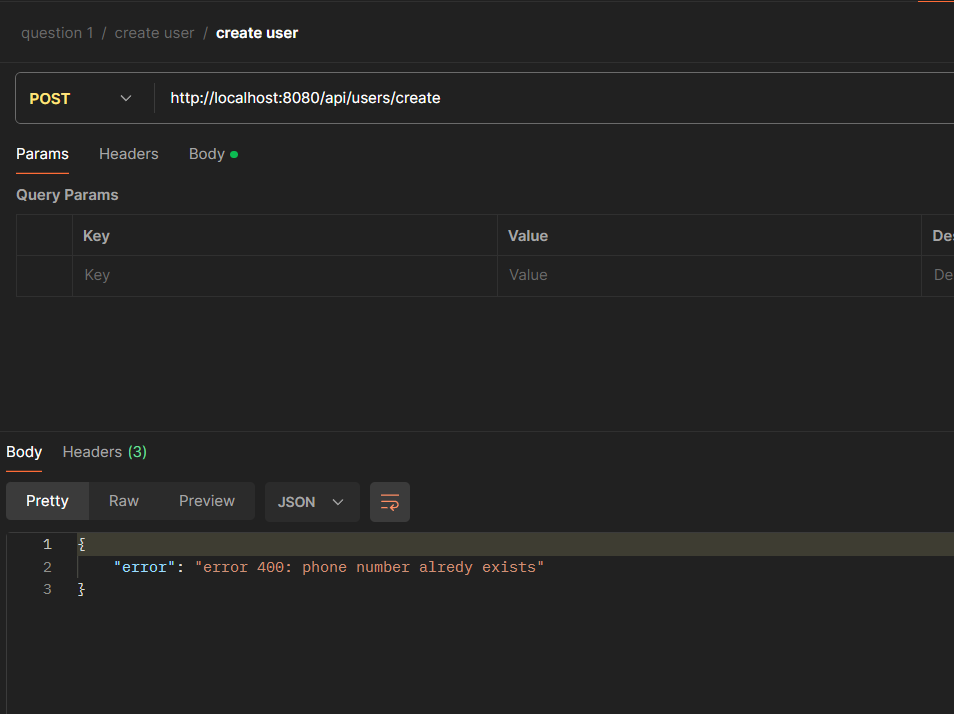 question 1 / create user / create user
POST http://localhost:8080/api/users/create
Params Headers Body
Query Params
Key Value Des
Key Value De
Body Headers (3)
Pretty Raw Preview JSON
1 {
2 "error": "error 400: phone number alredy exists"
3 }